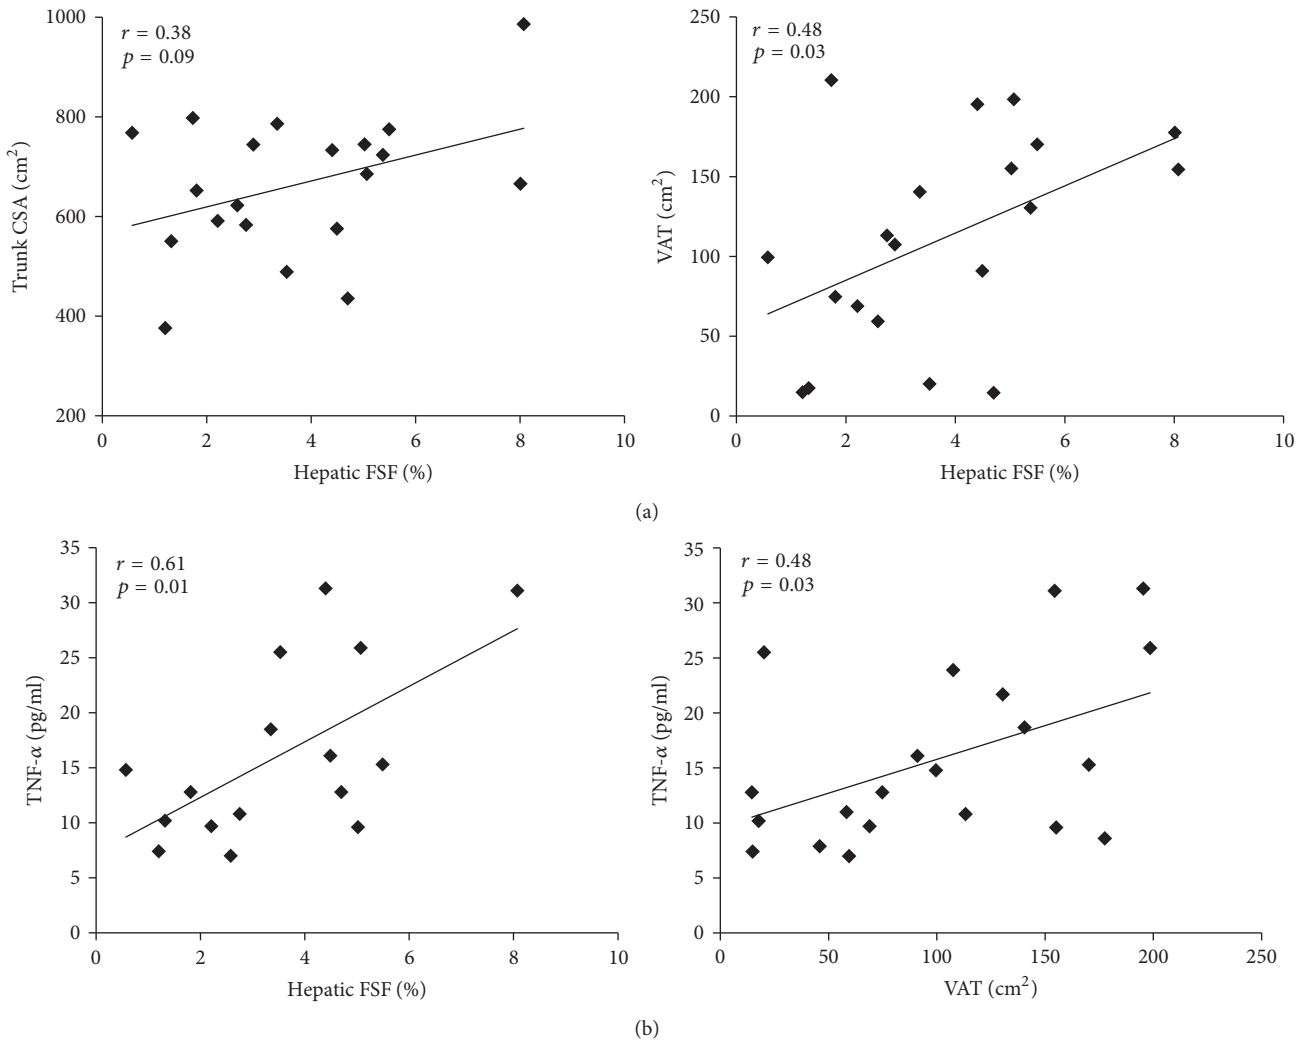 r = 0.38
p = 0.09
1000
800
600
400
200
Trunk CSA (cm2)
0 2 4 6 8 10
Hepatic FSF (%)
r = 0.48
p = 0.03
250
200
150
100
50
0
VAT (cm2)
0 2 4 6 8 10
Hepatic FSF (%)
(a)
r = 0.61
p = 0.01
35
30
25
20
15
10
5
0
TNF-α (pg/ml)
0 2 4 6 8 10
Hepatic FSF (%)
r = 0.48
p = 0.03
35
30
25
20
15
10
5
0
TNF-α (pg/ml)
0 50 100 150 200 250
VAT (cm2)
(b)